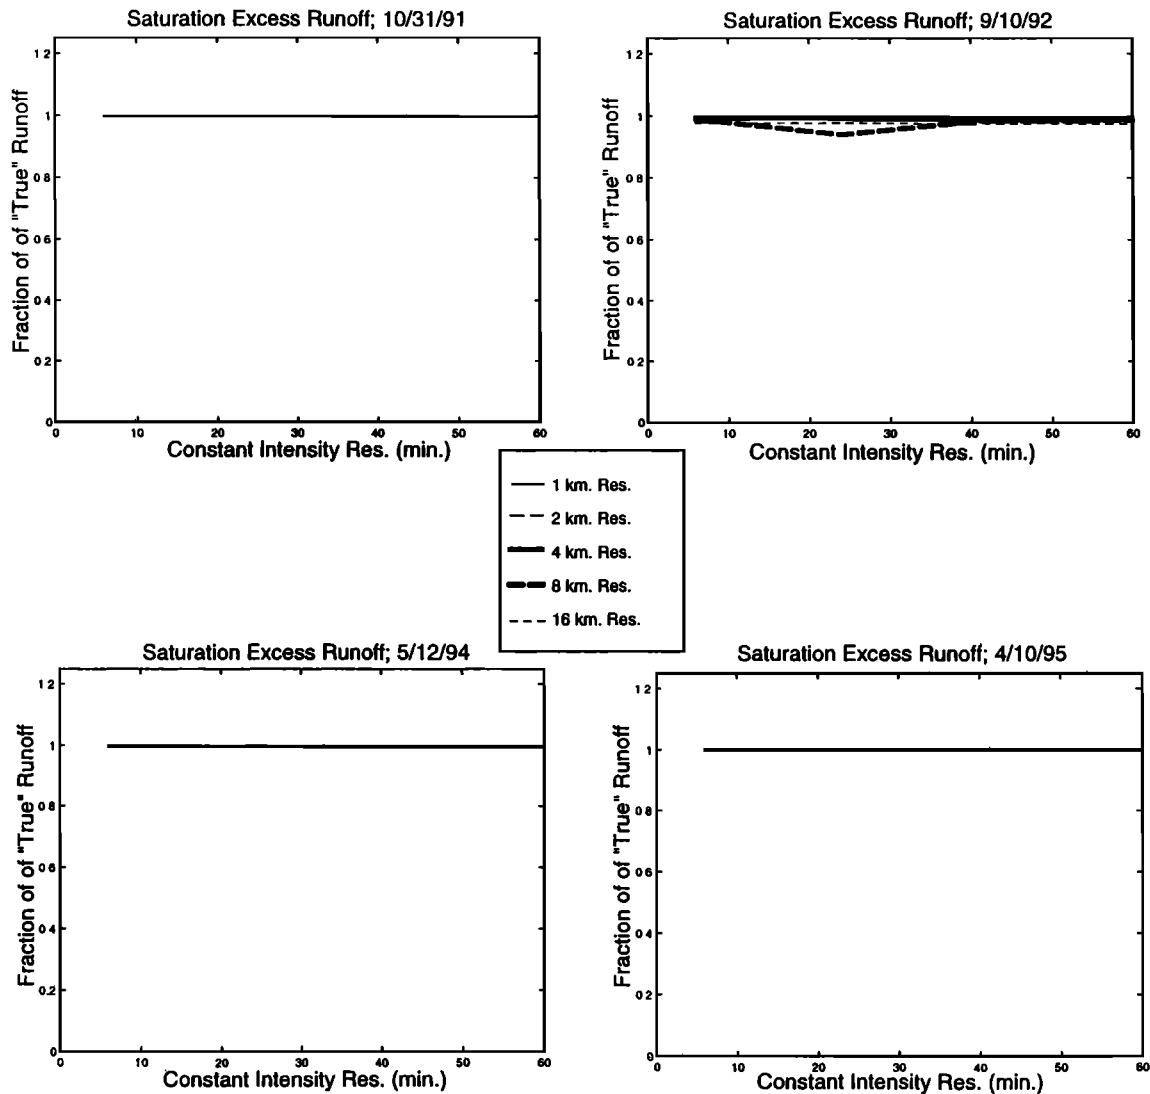 Saturation Excess Runoff; 10/31/91
Fraction of of "True" Runoff
1 2
1
0 8
0 6
0 4
0 2
0
0 10 20 30 40 50 60
Constant Intensity Res. (min.)
Saturation Excess Runoff; 9/10/92
Fraction of of "True" Runoff
1 2
1
0 8
0 6
0 4
0 2
0
0 10 20 30 40 50 60
Constant Intensity Res. (min.)
1 km. Res.
2 km. Res.
4 km. Res.
8 km. Res.
16 km. Res.
Saturation Excess Runoff; 5/12/94
Fraction of of "True" Runoff
1 2
1
0.8
0.6
0 4
0.2
0
0 10 20 30 40 50 60
Constant Intensity Res. (min.)
Saturation Excess Runoff; 4/10/95
Fraction of of "True" Runoff
1 2
1
0.8
0.6
0 4
0 2
0
0 10 20 30 40 50 60
Constant Intensity Res. (min.)